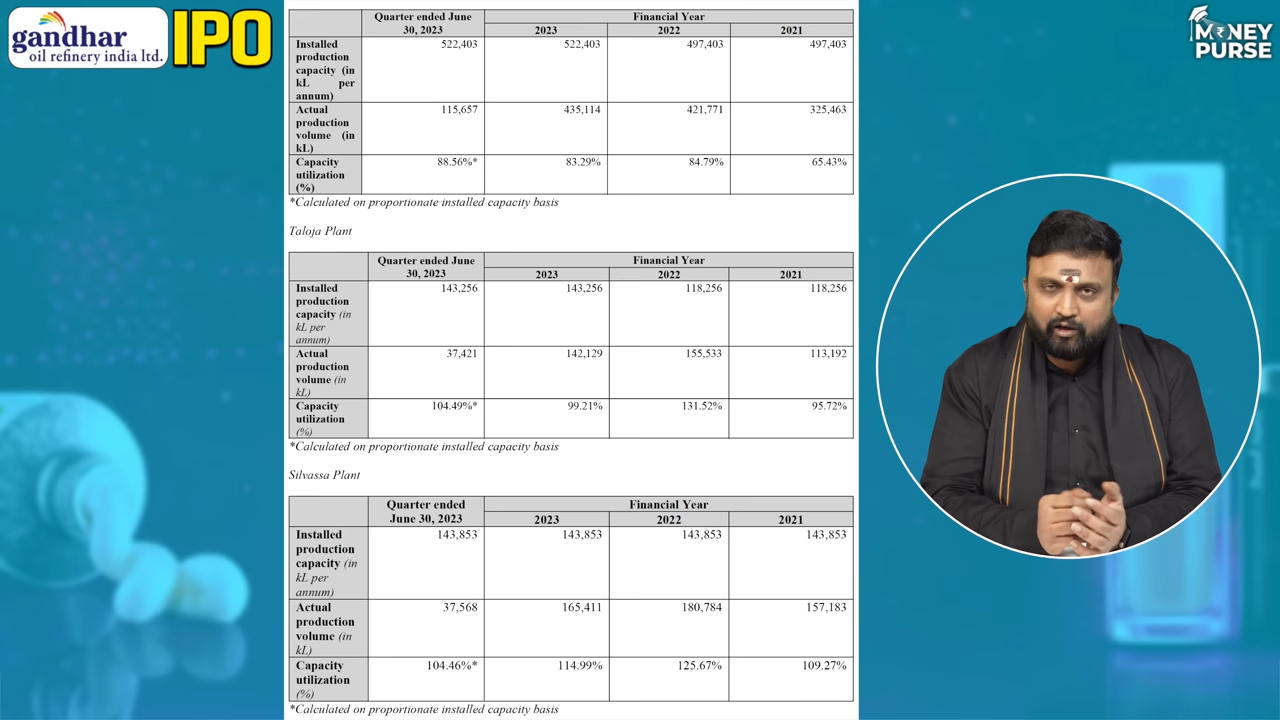 gandhar
oil refinery india ltd.
IPO
MONEY
PURSE
Quarter ended June 30, 2023 Financial Year
2023 2022 2021
Installed production capacity (in kL per annum) 522,403 522,403 497,403 497,403
Actual production volume (in kL) 115,657 435,114 421,771 325,463
Capacity utilization (%) 88.56%* 83.29% 84.79% 65.43%
*Calculated on proportionate installed capacity basis
Taloja Plant
Quarter ended June 30, 2023 Financial Year
2023 2022 2021
Installed production capacity (in kL per annum) 143,256 143,256 118,256 118,256
Actual production volume (in kL) 37,421 142,129 155,533 113,192
Capacity utilization (%) 104.49%* 99.21% 131.52% 95.72%
*Calculated on proportionate installed capacity basis
Silvassa Plant
Quarter ended June 30, 2023 Financial Year
2023 2022 2021
Installed production capacity (in kL per annum) 143,853 143,853 143,853 143,853
Actual production volume (in kL) 37,568 165,411 180,784 157,183
Capacity utilization (%) 104.46%* 114.99% 125.67% 109.27%
*Calculated on proportionate installed capacity basis